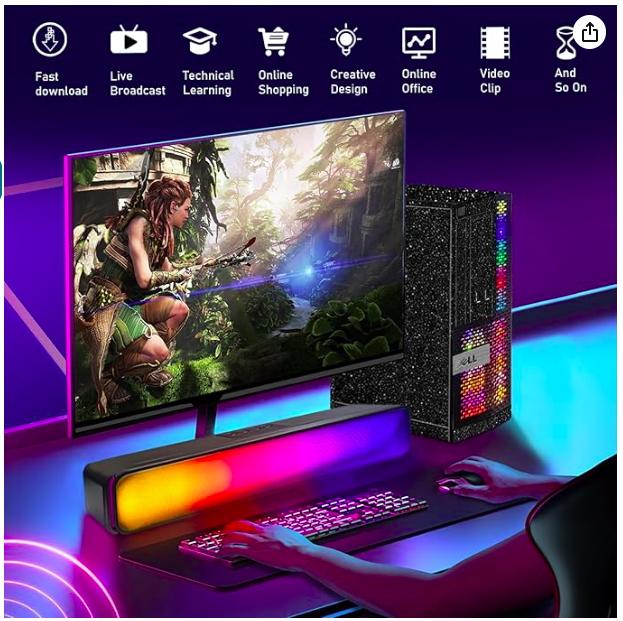 Fast
download
Live
Broadcast
Technical
Learning
Online
Shopping
Creative
Design
Online
Office
Video
Clip
And
So On